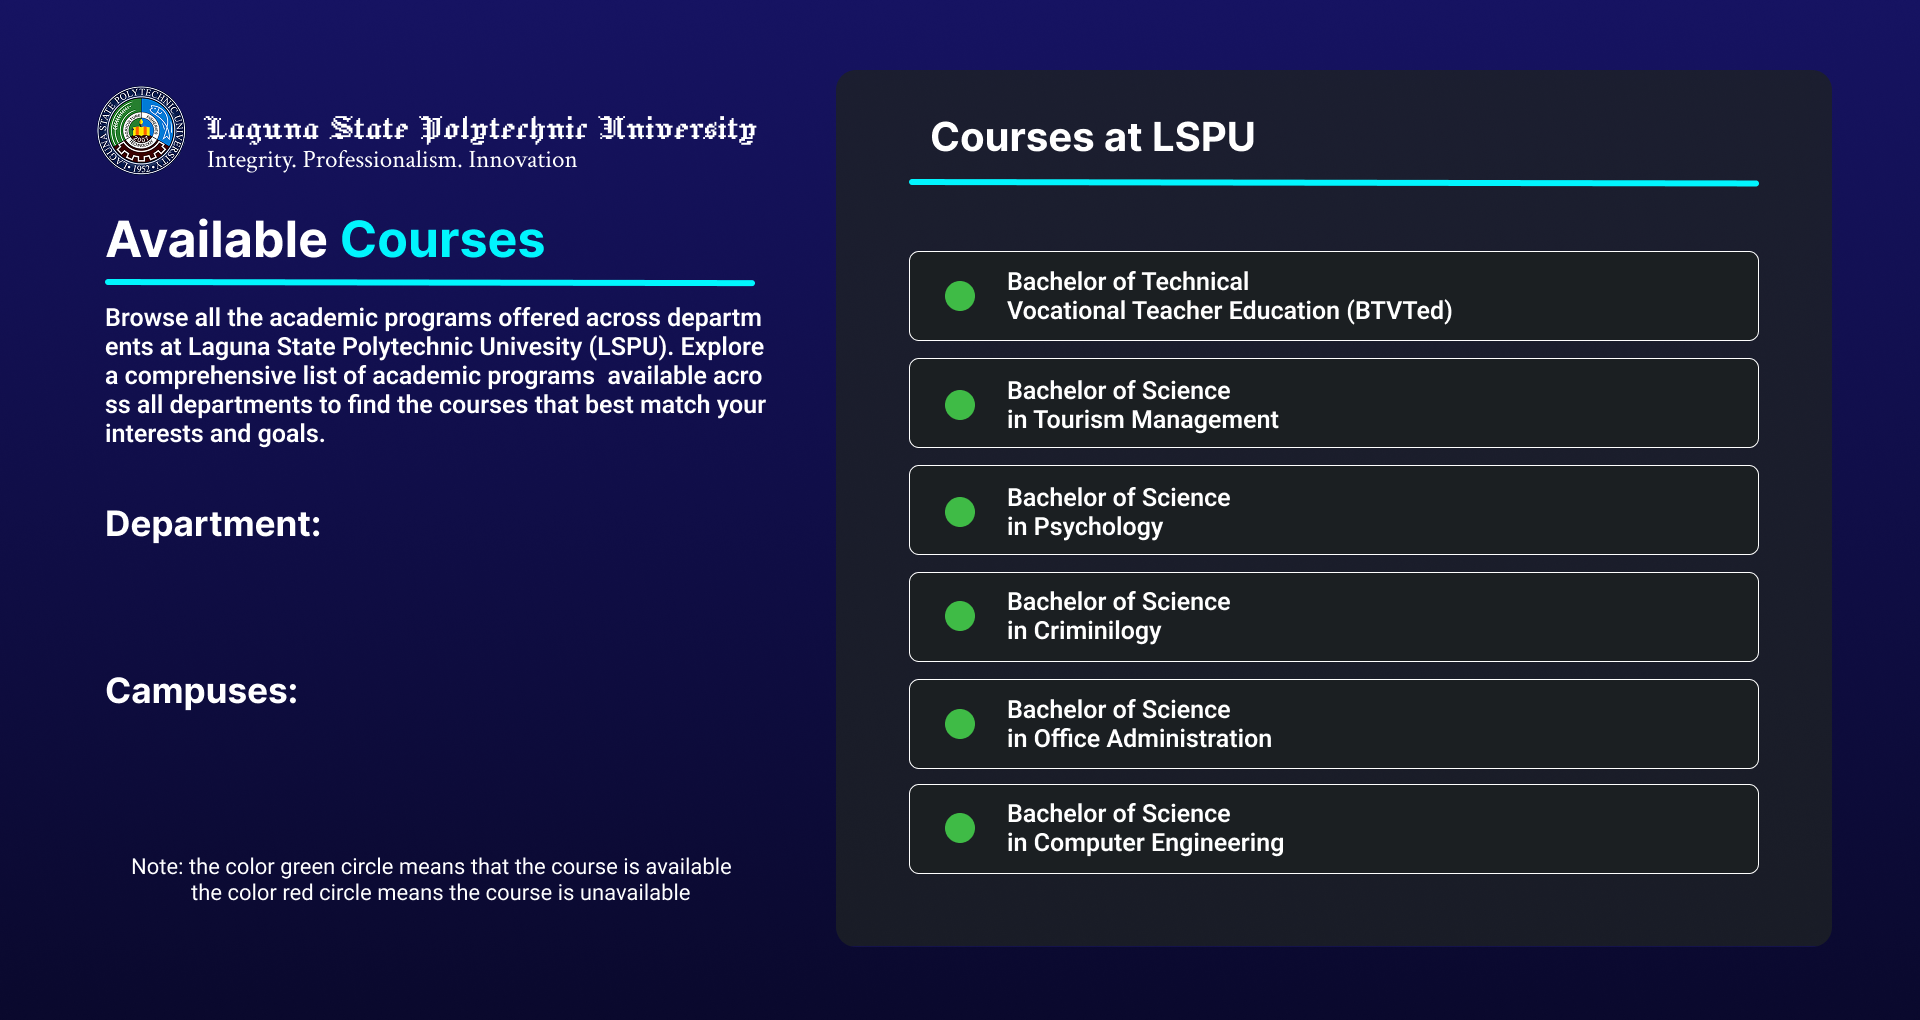 LAGUNA STATE POLYTECHNIC UNIVERSITY
1952
Laguna State Polytechnic University
Integrity. Professionalism. Innovation
Available Courses
Browse all the academic programs offered across departm
ents at Laguna State Polytechnic Univesity (LSPU). Explore
a comprehensive list of academic programs  available acro
ss all departments to find the courses that best match your
interests and goals.
Department:
Campuses:
Note: the color green circle means that the course is available
the color red circle means the course is unavailable
Courses at LSPU
Bachelor of Technical
Vocational Teacher Education (BTVTed)
Bachelor of Science
in Tourism Management
Bachelor of Science
in Psychology
Bachelor of Science
in Criminilogy
Bachelor of Science
in Office Administration
Bachelor of Science
in Computer Engineering